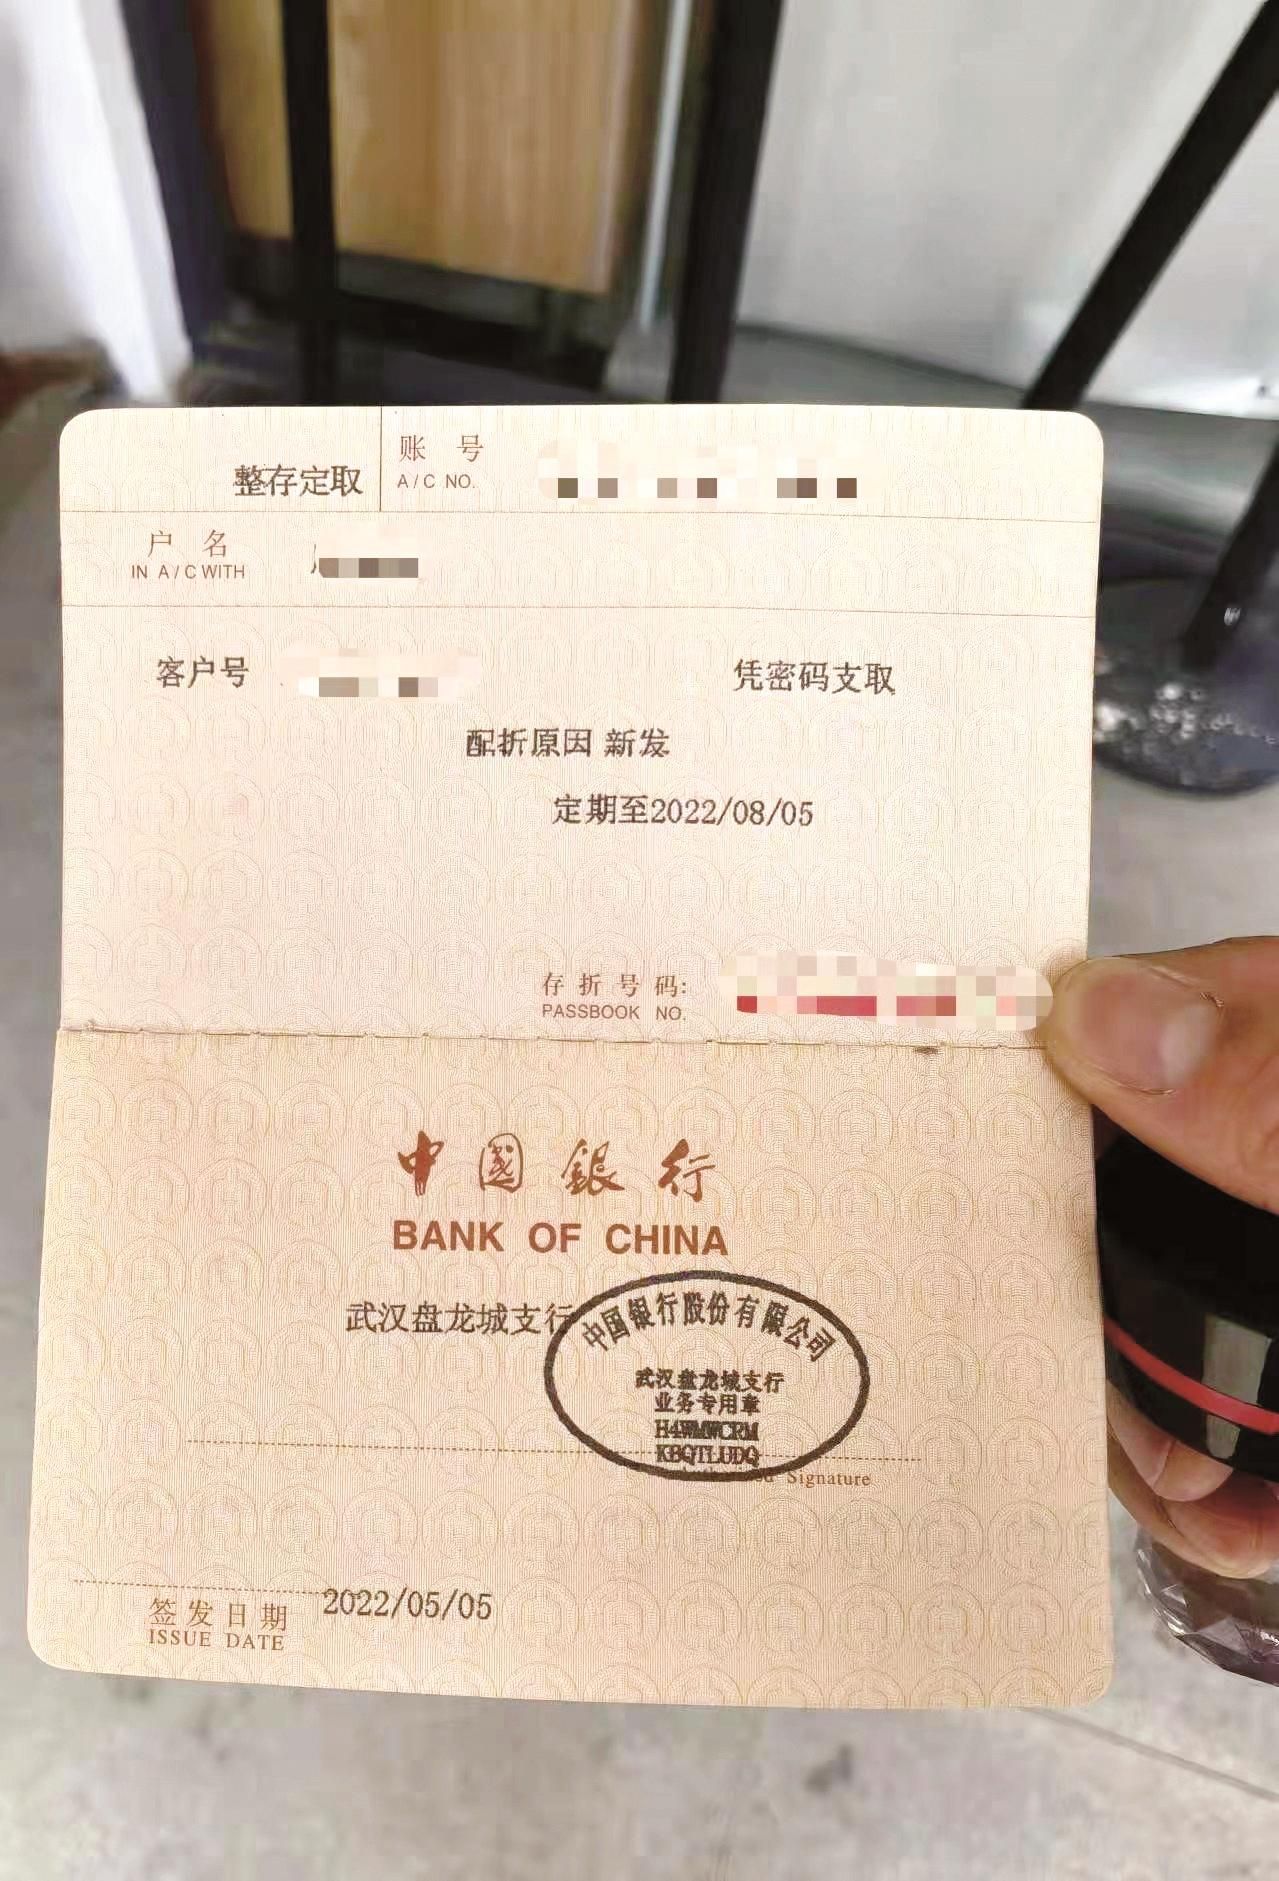 整存定取
账 号
A/C NO.
户 名
IN A/C WITH
客户号
凭密码支取
配折原因 新发
定期至2022/08/05
存 折 号 码:
PASSBOOK NO.
中國銀行
BANK OF CHINA
武汉盘龙城支行
中国银行股份有限公司
武汉盘龙城支行
业务专用章
H4WMWCRM
KBQTLUDQ
Signature
签发日期
ISSUE DATE
2022/05/05